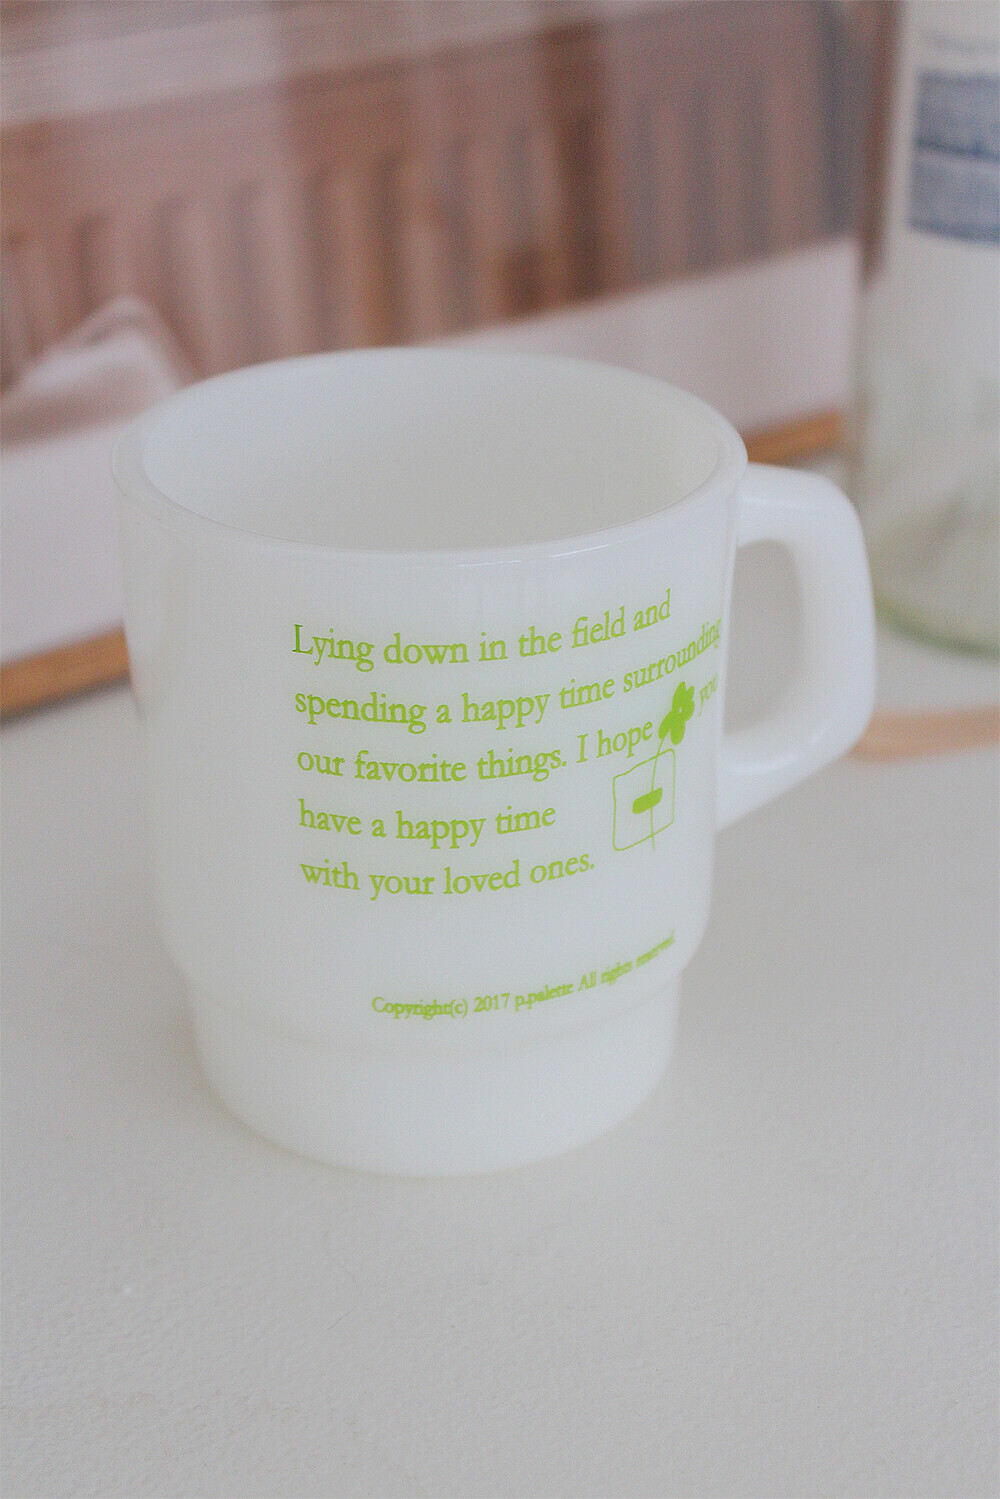 Lying down in the field and
spending a happy time surrounding
our favorite things. I hope you
have a happy time
with your loved ones.
Copyright(c) 2017 p.palette All rights reserved.